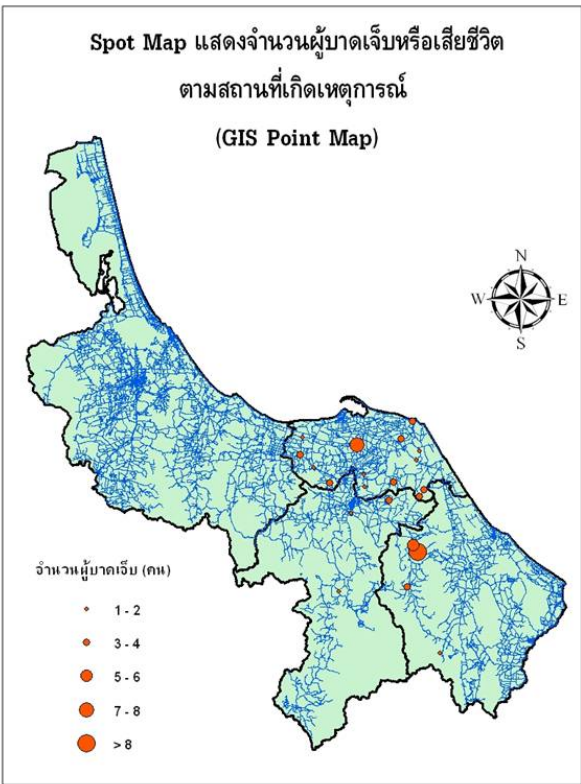 Spot Map แสดงจำนวนผู้บาดเจ็บหรือเสียชีวิต
ตามสถานที่เกิดเหตุการณ์
(GIS Point Map)
N
W E
S
จำนวนผู้บาดเจ็บ (คน)
1 - 2
3 - 4
5 - 6
7 - 8
> 8